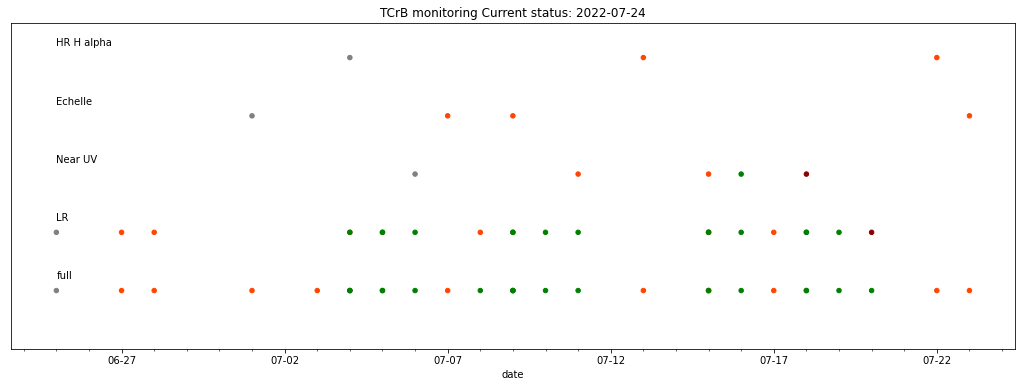 TCrB monitoring Current status: 2022-07-24
HR H alpha
Echelle
Near UV
LR
full
06-27 07-02 07-07 07-12 07-17 07-22
date